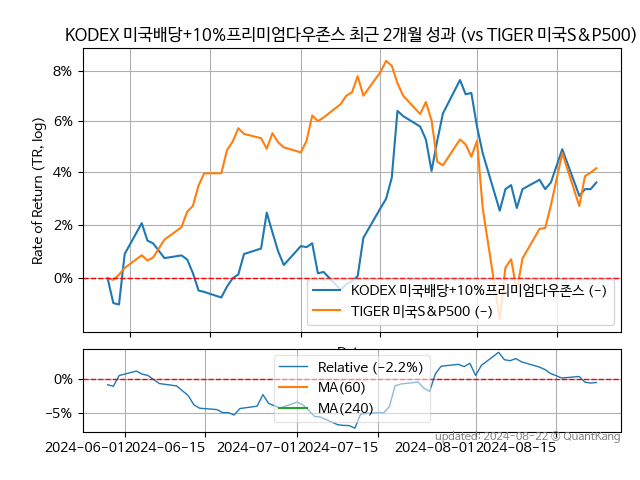 KODEX 미국배당+10%프리미엄다우존스 최근 2개월 성과 (vs TIGER 미국S&P500)
Rate of Return (TR, log)
8%
6%
4%
2%
0%
KODEX 미국배당+10%프리미엄다우존스 (-)
TIGER 미국S&P500 (-)
0%
-5%
Relative (-2.2%)
MA(60)
MA(240)
updated: 2024-08-22 © QuantKang
2024-06-01 2024-06-15 2024-07-01 2024-07-15 2024-08-01 2024-08-15